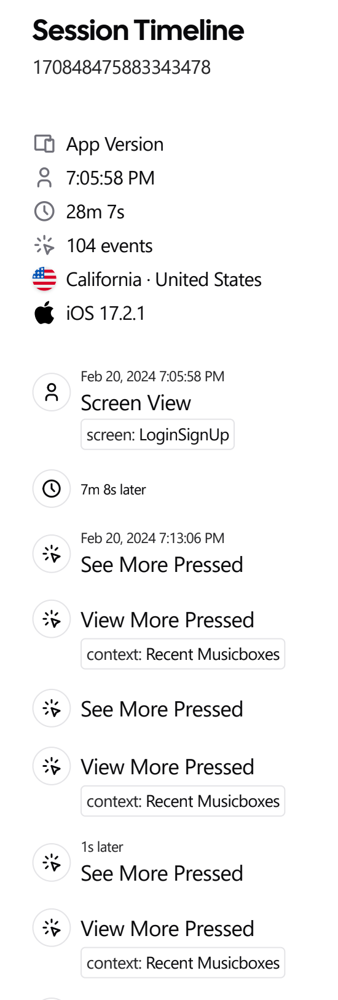 Session Timeline
170848475883343478
App Version
7:05:58 PM
28m 7s
104 events
California · United States
iOS 17.2.1
Feb 20, 2024 7:05:58 PM
Screen View
screen: LoginSignUp
7m 8s later
Feb 20, 2024 7:13:06 PM
See More Pressed
View More Pressed
context: Recent Musicboxes
See More Pressed
View More Pressed
context: Recent Musicboxes
1s later
See More Pressed
View More Pressed
context: Recent Musicboxes